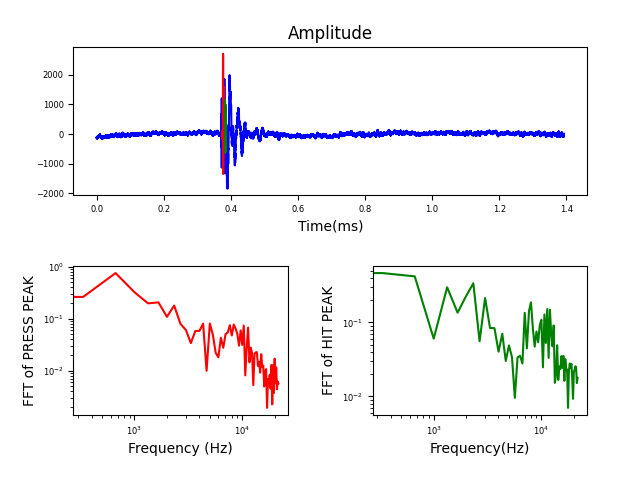 Amplitude
2000
1000
0
−1000
−2000
0.0 0.2 0.4 0.6 0.8 1.0 1.2 1.4
Time(ms)
FFT of PRESS PEAK
10⁰
10⁻¹
10⁻²
10³ 10⁴
Frequency (Hz)
FFT of HIT PEAK
10⁻¹
10⁻²
10³ 10⁴
Frequency(Hz)